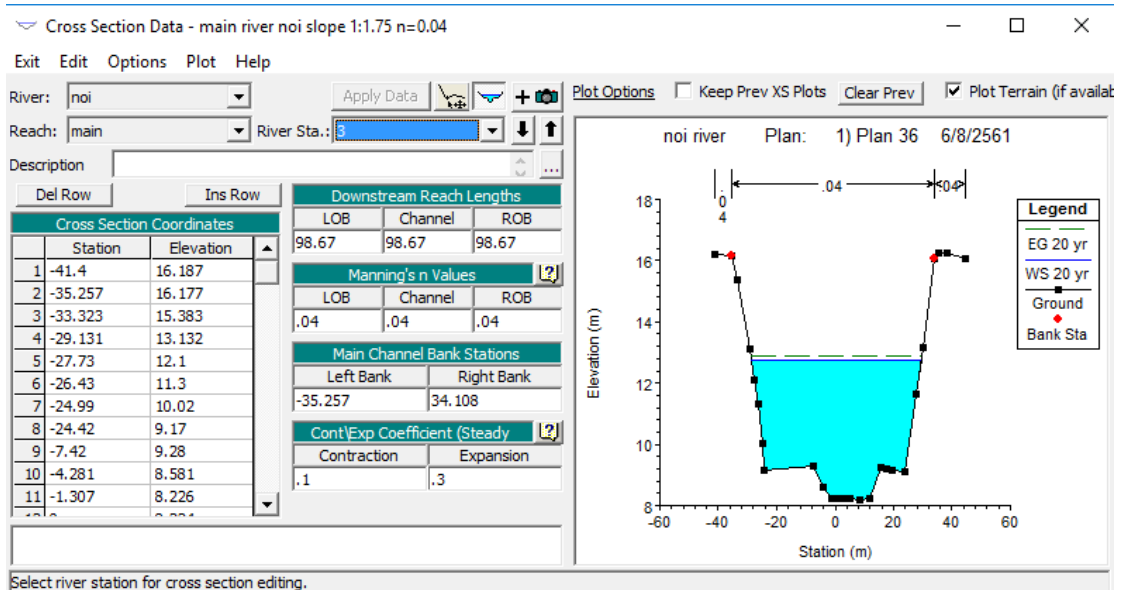 Cross Section Data - main river noi slope 1:1.75 n=0.04
Exit Edit Options Plot Help
River: noi Apply Data
Reach: main River Sta.: 3
Description ...
Del Row Ins Row
Cross Section Coordinates
Station Elevation
1 -41.4 16.187
2 -35.257 16.177
3 -33.323 15.383
4 -29.131 13.132
5 -27.73 12.1
6 -26.43 11.3
7 -24.99 10.02
8 -24.42 9.17
9 -7.42 9.28
10 -4.281 8.581
11 -1.307 8.226
Downstream Reach Lengths
LOB Channel ROB
98.67 98.67 98.67
Manning's n Values
LOB Channel ROB
.04 .04 .04
Main Channel Bank Stations
Left Bank Right Bank
-35.257 34.108
Cont\Exp Coefficient (Steady
Contraction Expansion
.1 .3
Select river station for cross section editing.
Plot Options Keep Prev XS Plots Clear Prev Plot Terrain (if availab
noi river Plan: 1) Plan 36 6/8/2561
.04 .04 .04
18
16
14
12
10
8
Elevation (m)
-60 -40 -20 0 20 40 60
Station (m)
Legend
EG 20 yr
WS 20 yr
Ground
Bank Sta